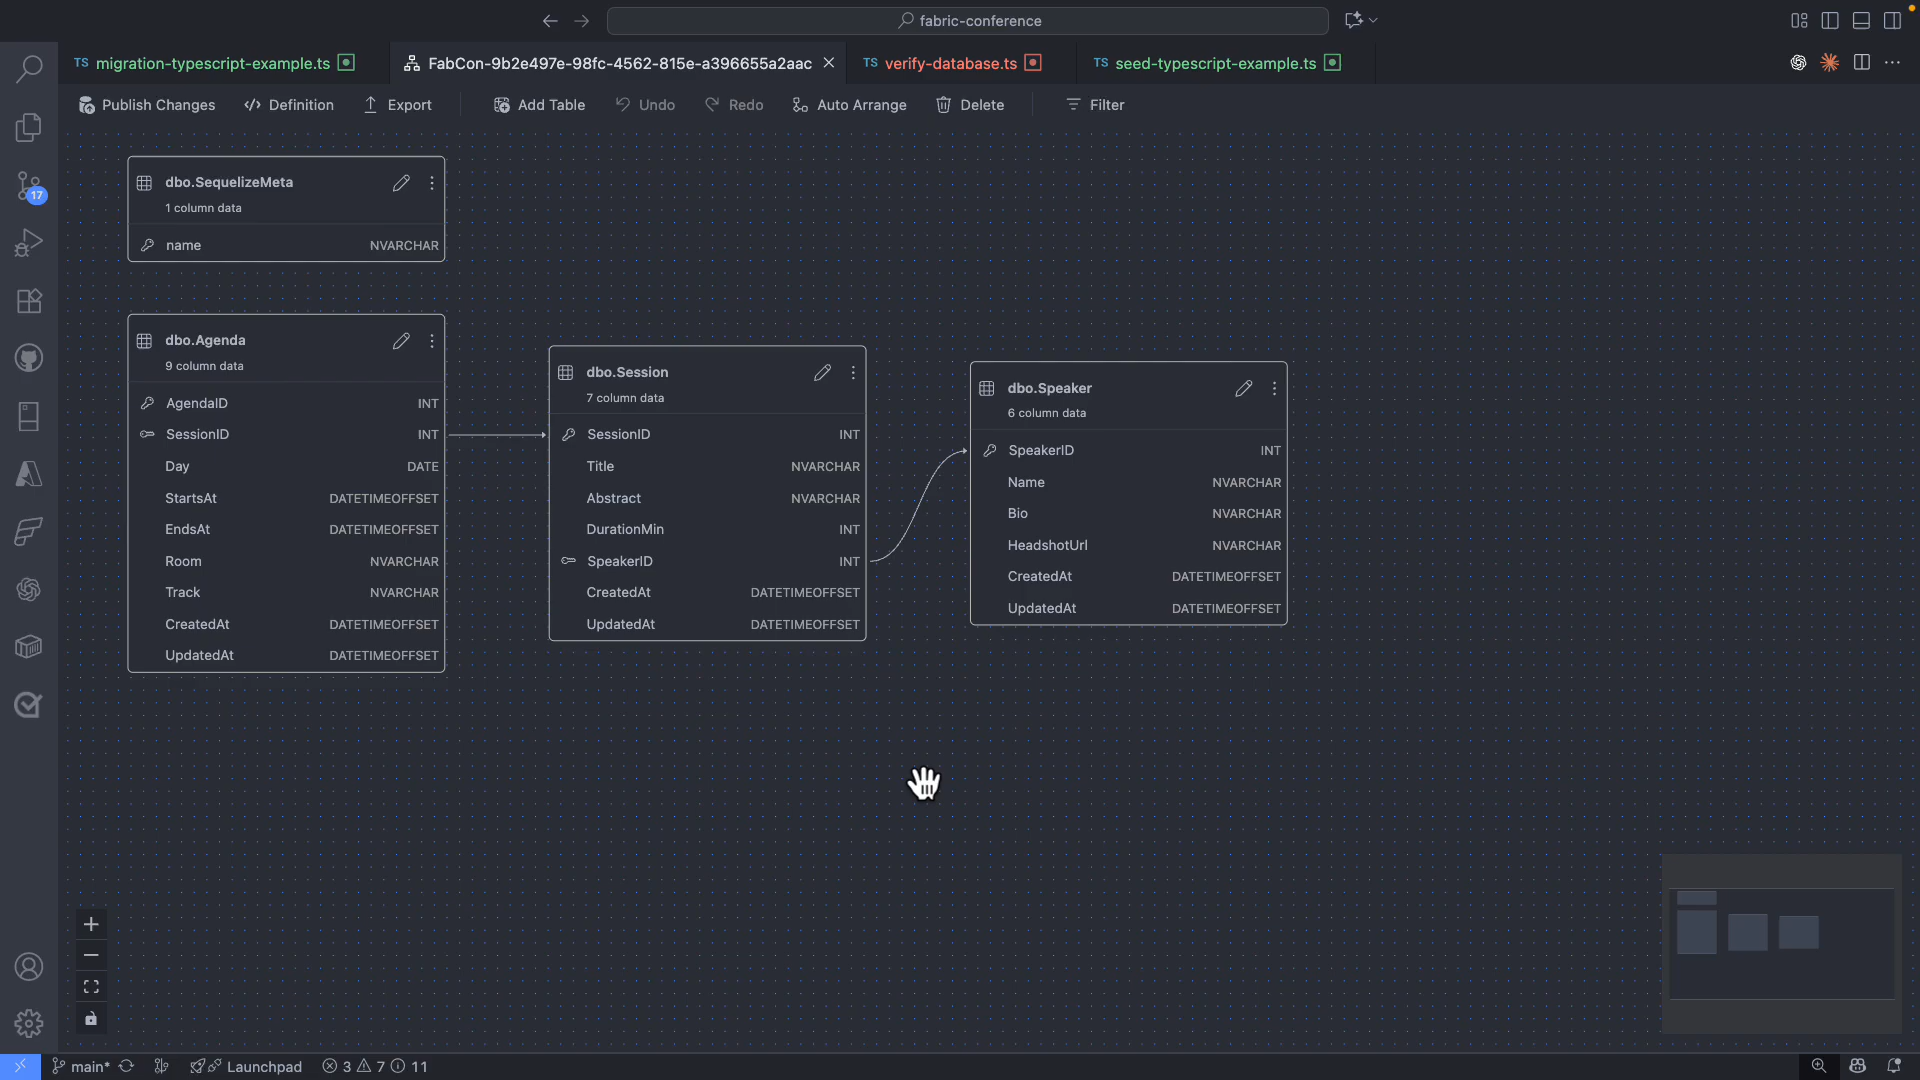 fabric-conference
TS migration-typescript-example.ts
FabCon-9b2e497e-98fc-4562-815e-a396655a2aac
TS verify-database.ts
TS seed-typescript-example.ts
Publish Changes
Definition
Export
Add Table
Undo
Redo
Auto Arrange
Delete
Filter
17
dbo.SequelizeMeta
1 column data
name NVARCHAR
dbo.Agenda
9 column data
AgendaID INT
SessionID INT
Day DATE
StartsAt DATETIMEOFFSET
EndsAt DATETIMEOFFSET
Room NVARCHAR
Track NVARCHAR
CreatedAt DATETIMEOFFSET
UpdatedAt DATETIMEOFFSET
dbo.Session
7 column data
SessionID INT
Title NVARCHAR
Abstract NVARCHAR
DurationMin INT
SpeakerID INT
CreatedAt DATETIMEOFFSET
UpdatedAt DATETIMEOFFSET
dbo.Speaker
6 column data
SpeakerID INT
Name NVARCHAR
Bio NVARCHAR
HeadshotUrl NVARCHAR
CreatedAt DATETIMEOFFSET
UpdatedAt DATETIMEOFFSET
main*
Launchpad
3 7 11